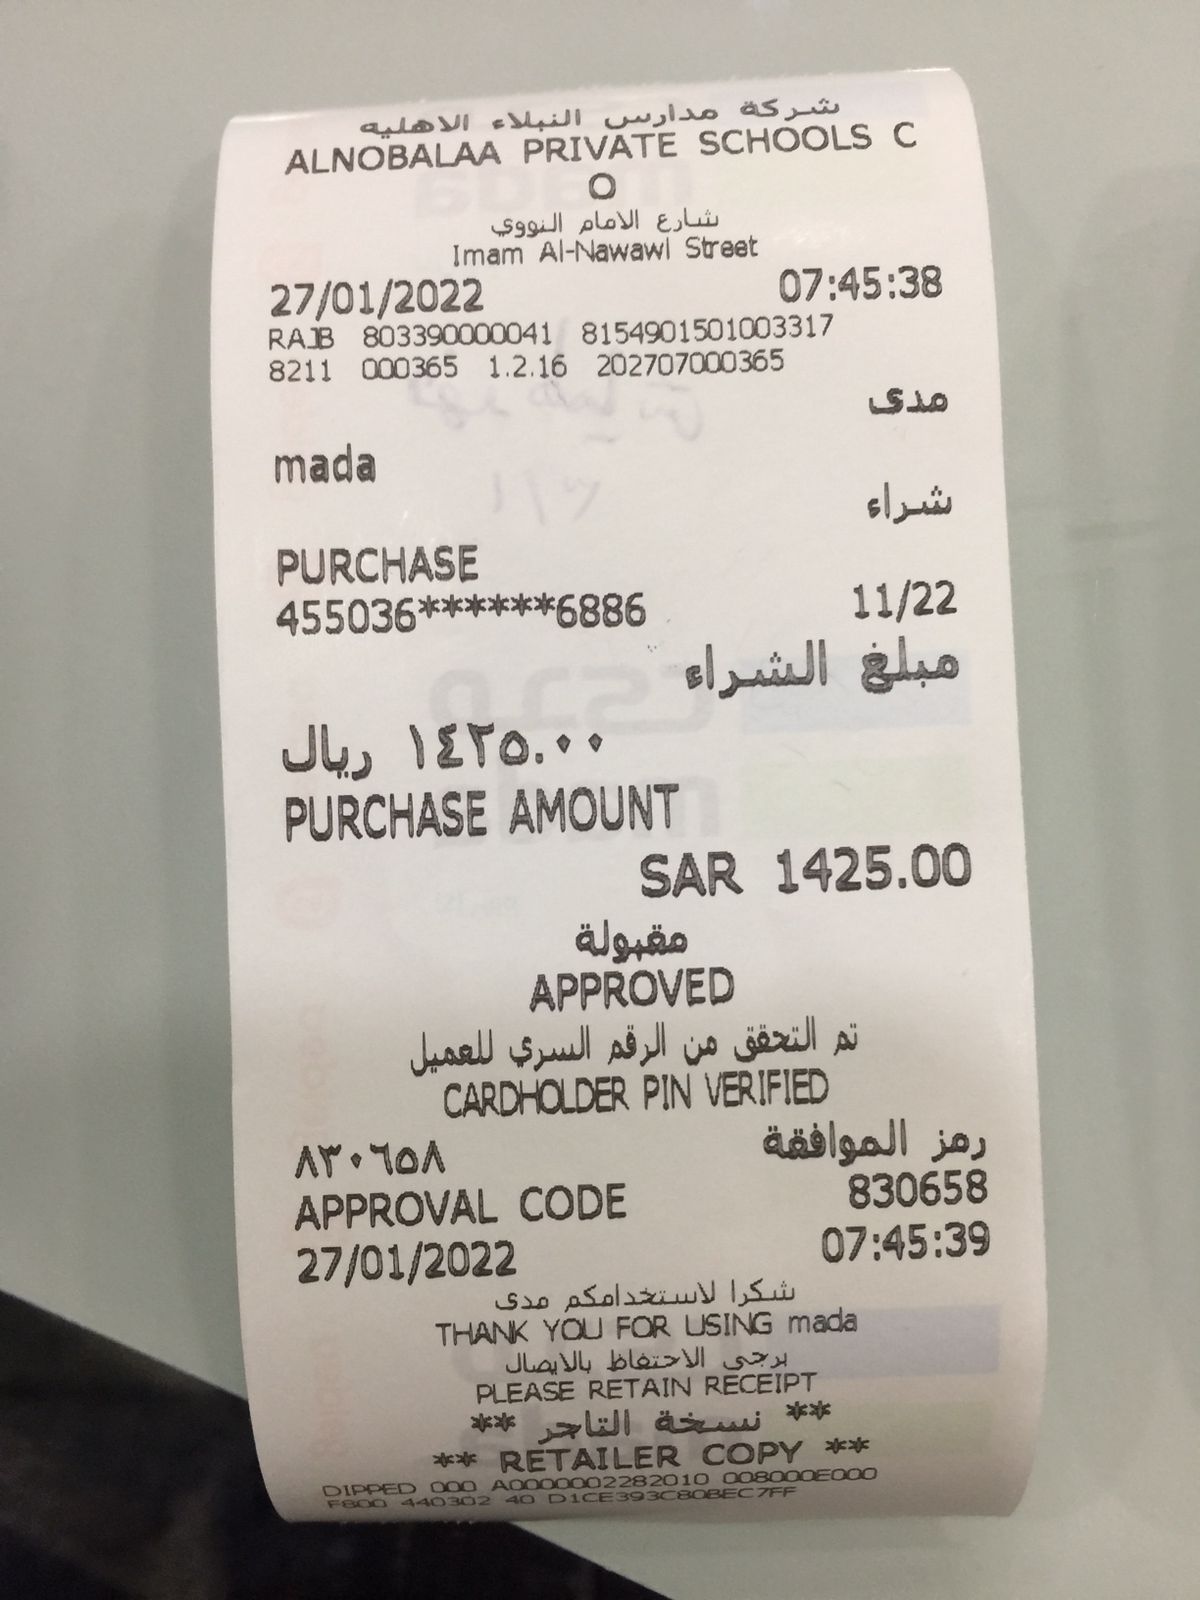 شركة مدارس النبلاء الاهليه
ALNOBALAA PRIVATE SCHOOLS C
O
شارع الامام النووي
Imam Al-Nawawi Street
27/01/2022 07:45:38
RAJB 803390000041 8154901501003317
8211 000365 1.2.16 202707000365
مدى
mada
شراء
PURCHASE
455036******6886 11/22
مبلغ الشراء
١٤٢٥.٠٠ ريال
PURCHASE AMOUNT
SAR 1425.00
مقبولة
APPROVED
تم التحقق من الرقم السري للعميل
CARDHOLDER PIN VERIFIED
رمز الموافقة ٨٣٠٦٥٨
APPROVAL CODE 830658
27/01/2022 07:45:39
شكرا لاستخدامكم مدى
THANK YOU FOR USING mada
يرجى الاحتفاظ بالايصال
PLEASE RETAIN RECEIPT
** نسخة التاجر **
** RETAILER COPY **
DIPPED 000 A0000002282010 008000E000
F800 440302 40 D1CE393C80BEC7FF